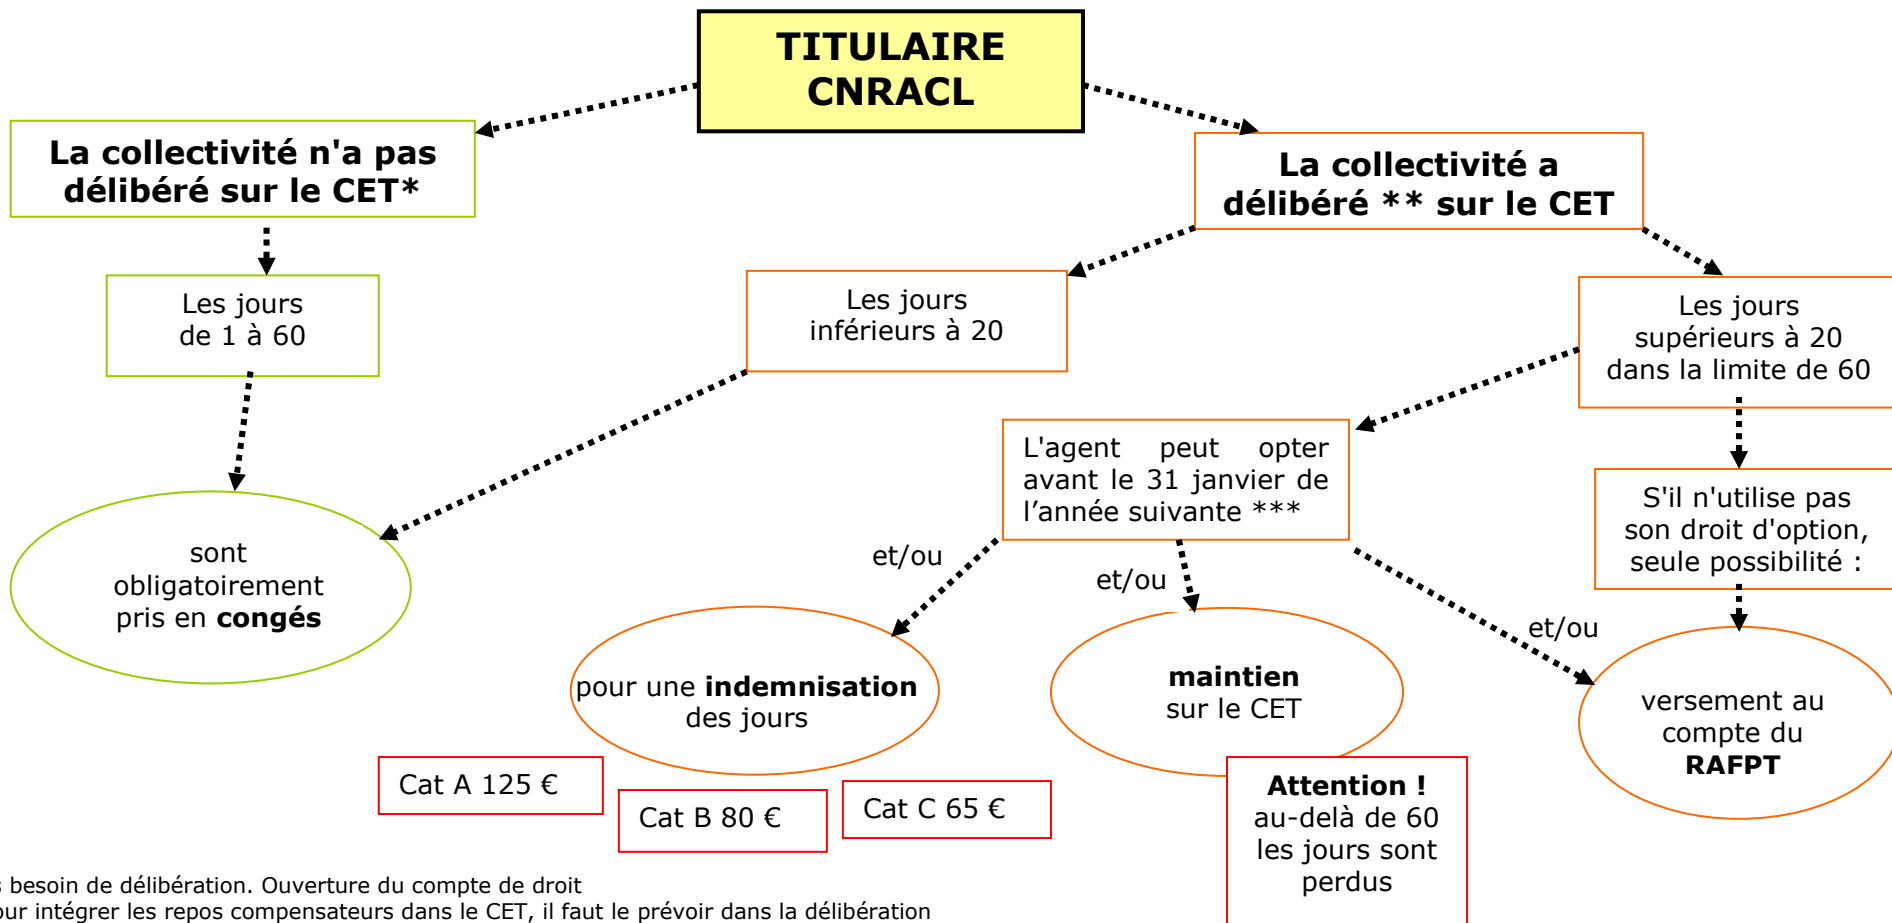 TITULAIRE
CNRACL
La collectivité n'a pas
délibéré sur le CET*
La collectivité a
délibéré ** sur le CET
Les jours
de 1 à 60
Les jours
inférieurs à 20
Les jours
supérieurs à 20
dans la limite de 60
L'agent peut opter
avant le 31 janvier de
l’année suivante ***
S'il n'utilise pas
son droit d'option,
seule possibilité :
sont
obligatoirement
pris en congés
et/ou
et/ou
et/ou
pour une indemnisation
des jours
maintien
sur le CET
versement au
compte du
RAFPT
Cat A 125 €
Cat B 80 €
Cat C 65 €
Attention !
au-delà de 60
les jours sont
perdus
besoin de délibération. Ouverture du compte de droit
intégrer les repos compensateurs dans le CET, il faut le prévoir dans la délibération